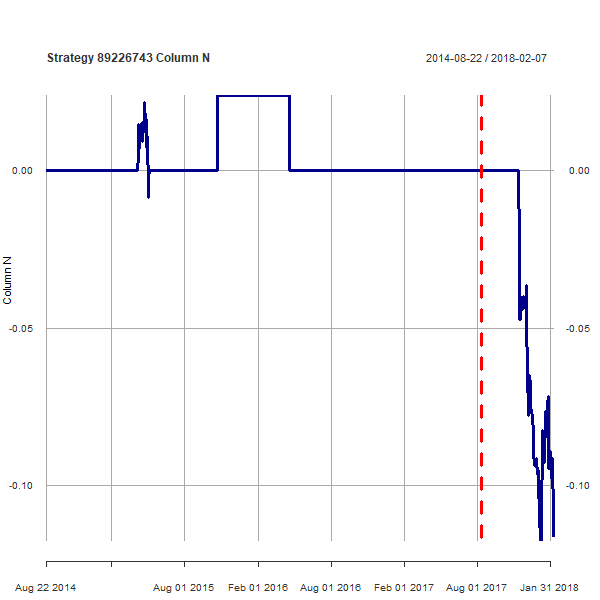 Strategy 89226743 Column N
2014-08-22 / 2018-02-07
0.00 0.00
Column N
-0.05 -0.05
-0.10 -0.10
Aug 22 2014 Aug 01 2015 Feb 01 2016 Aug 01 2016 Feb 01 2017 Aug 01 2017 Jan 31 2018